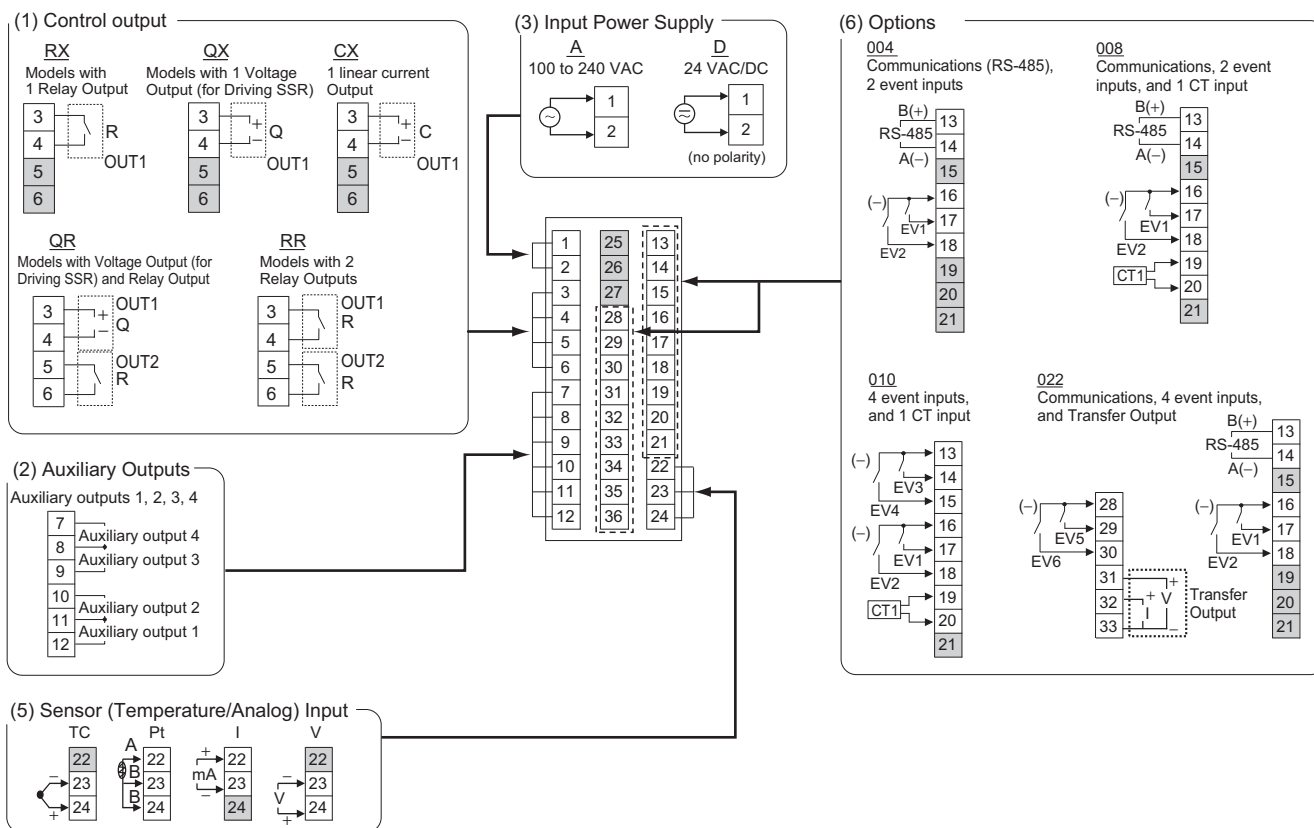 (1) Control output
RX
Models with
1 Relay Output
3
4
5
6
R
OUT1
QX
Models with 1 Voltage
Output (for Driving SSR)
3
4
5
6
+
−
Q
OUT1
CX
1 linear current
Output
3
4
5
6
+
−
C
OUT1
QR
Models with Voltage Output (for
Driving SSR) and Relay Output
3
4
5
6
+
−
OUT1
Q
OUT2
R
RR
Models with 2
Relay Outputs
3
4
5
6
OUT1
R
OUT2
R
(2) Auxiliary Outputs
Auxiliary outputs 1, 2, 3, 4
7
8
9
10
11
12
Auxiliary output 4
Auxiliary output 3
Auxiliary output 2
Auxiliary output 1
(3) Input Power Supply
A
100 to 240 VAC
1
2
D
24 VAC/DC
1
2
(no polarity)
1
2
3
4
5
6
7
8
9
10
11
12
25
26
27
28
29
30
31
32
33
34
35
36
13
14
15
16
17
18
19
20
21
22
23
24
(5) Sensor (Temperature/Analog) Input
TC
22
23
24
−
+
Pt
A
B
B
22
23
24
I
+
mA
−
22
23
24
V
−
V
+
22
23
24
(6) Options
004
Communications (RS-485),
2 event inputs
B(+)
RS-485
A(−)
(−)
EV1
EV2
13
14
15
16
17
18
19
20
21
008
Communications, 2 event
inputs, and 1 CT input
B(+)
RS-485
A(−)
(−)
EV1
EV2
CT1
13
14
15
16
17
18
19
20
21
010
4 event inputs,
and 1 CT input
(−)
EV3
EV4
(−)
EV1
EV2
CT1
13
14
15
16
17
18
19
20
21
022
Communications, 4 event inputs,
and Transfer Output
(−)
EV5
EV6
28
29
30
31
32
33
+
+
V
I
−
Transfer
Output
B(+)
RS-485
A(−)
(−)
EV1
EV2
13
14
15
16
17
18
19
20
21